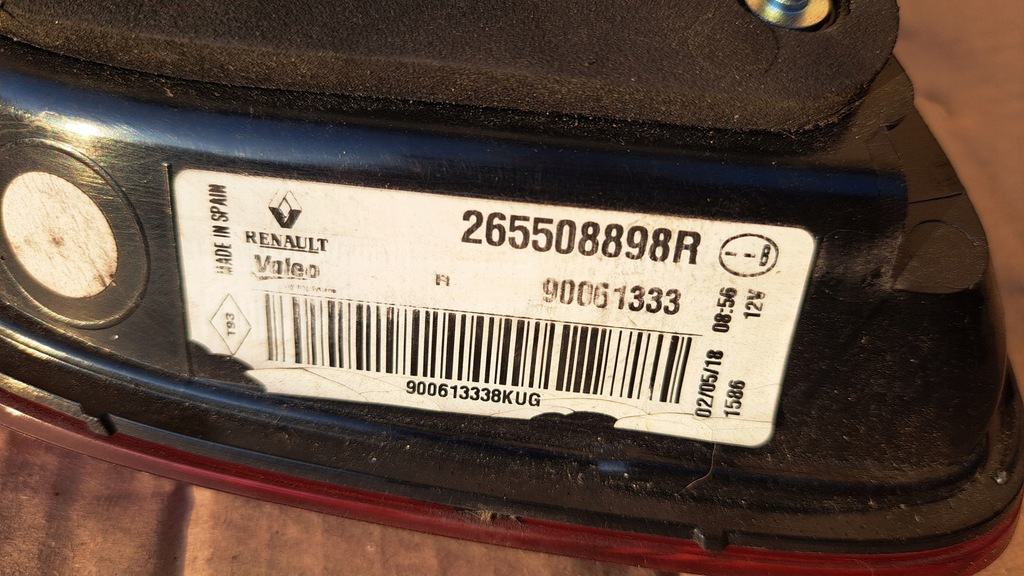 MADE IN SPAIN
RENAULT
Valeo
265508898R
B
R
90061333
T93
900613338KUG
02/05/18 08:56
1586
12V